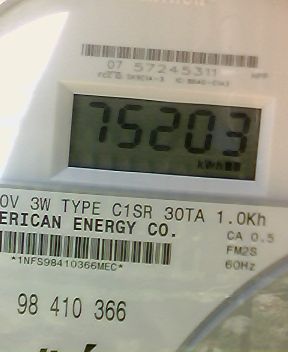 07 57245311
75203
kWh
0V 3W TYPE C1SR 30TA 1.0Kh
ERICAN ENERGY CO.
CA 0.5
FM2S
*1NFS98410366MEC*
60Hz
98 410 366